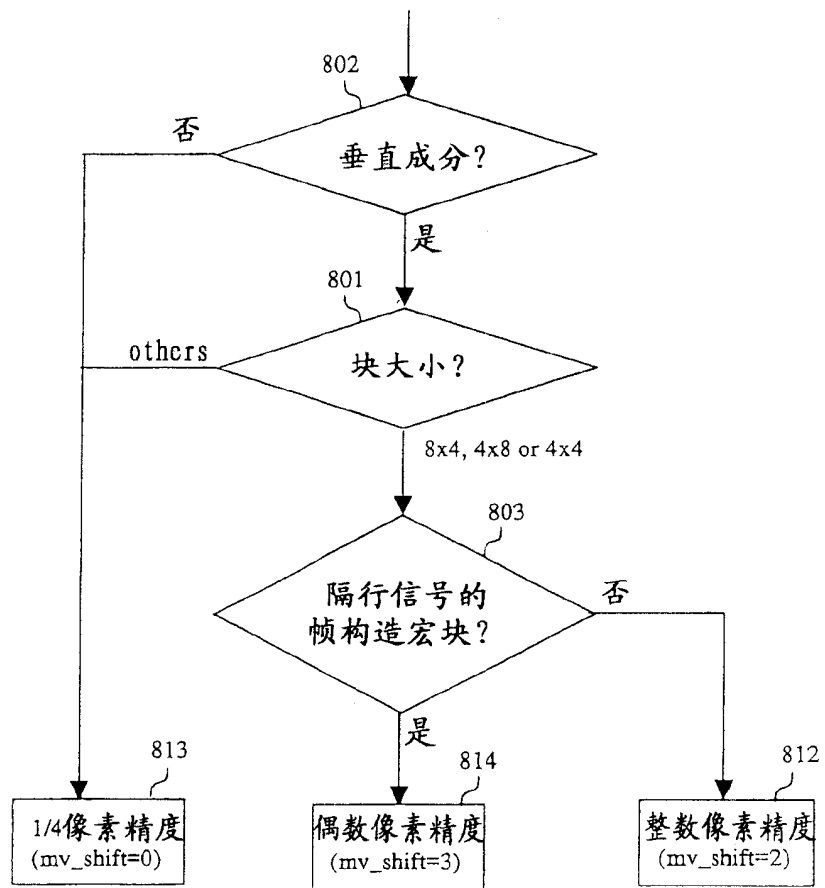 802
否
垂直成分?
是
801
others
块大小?
8x4, 4x8 or 4x4
803
隔行信号的
帧构造宏块?
否
是
813
814
812
1/4像素精度
(mv_shift=0)
偶数像素精度
(mv_shift=3)
整数像素精度
(mv_shift=2)